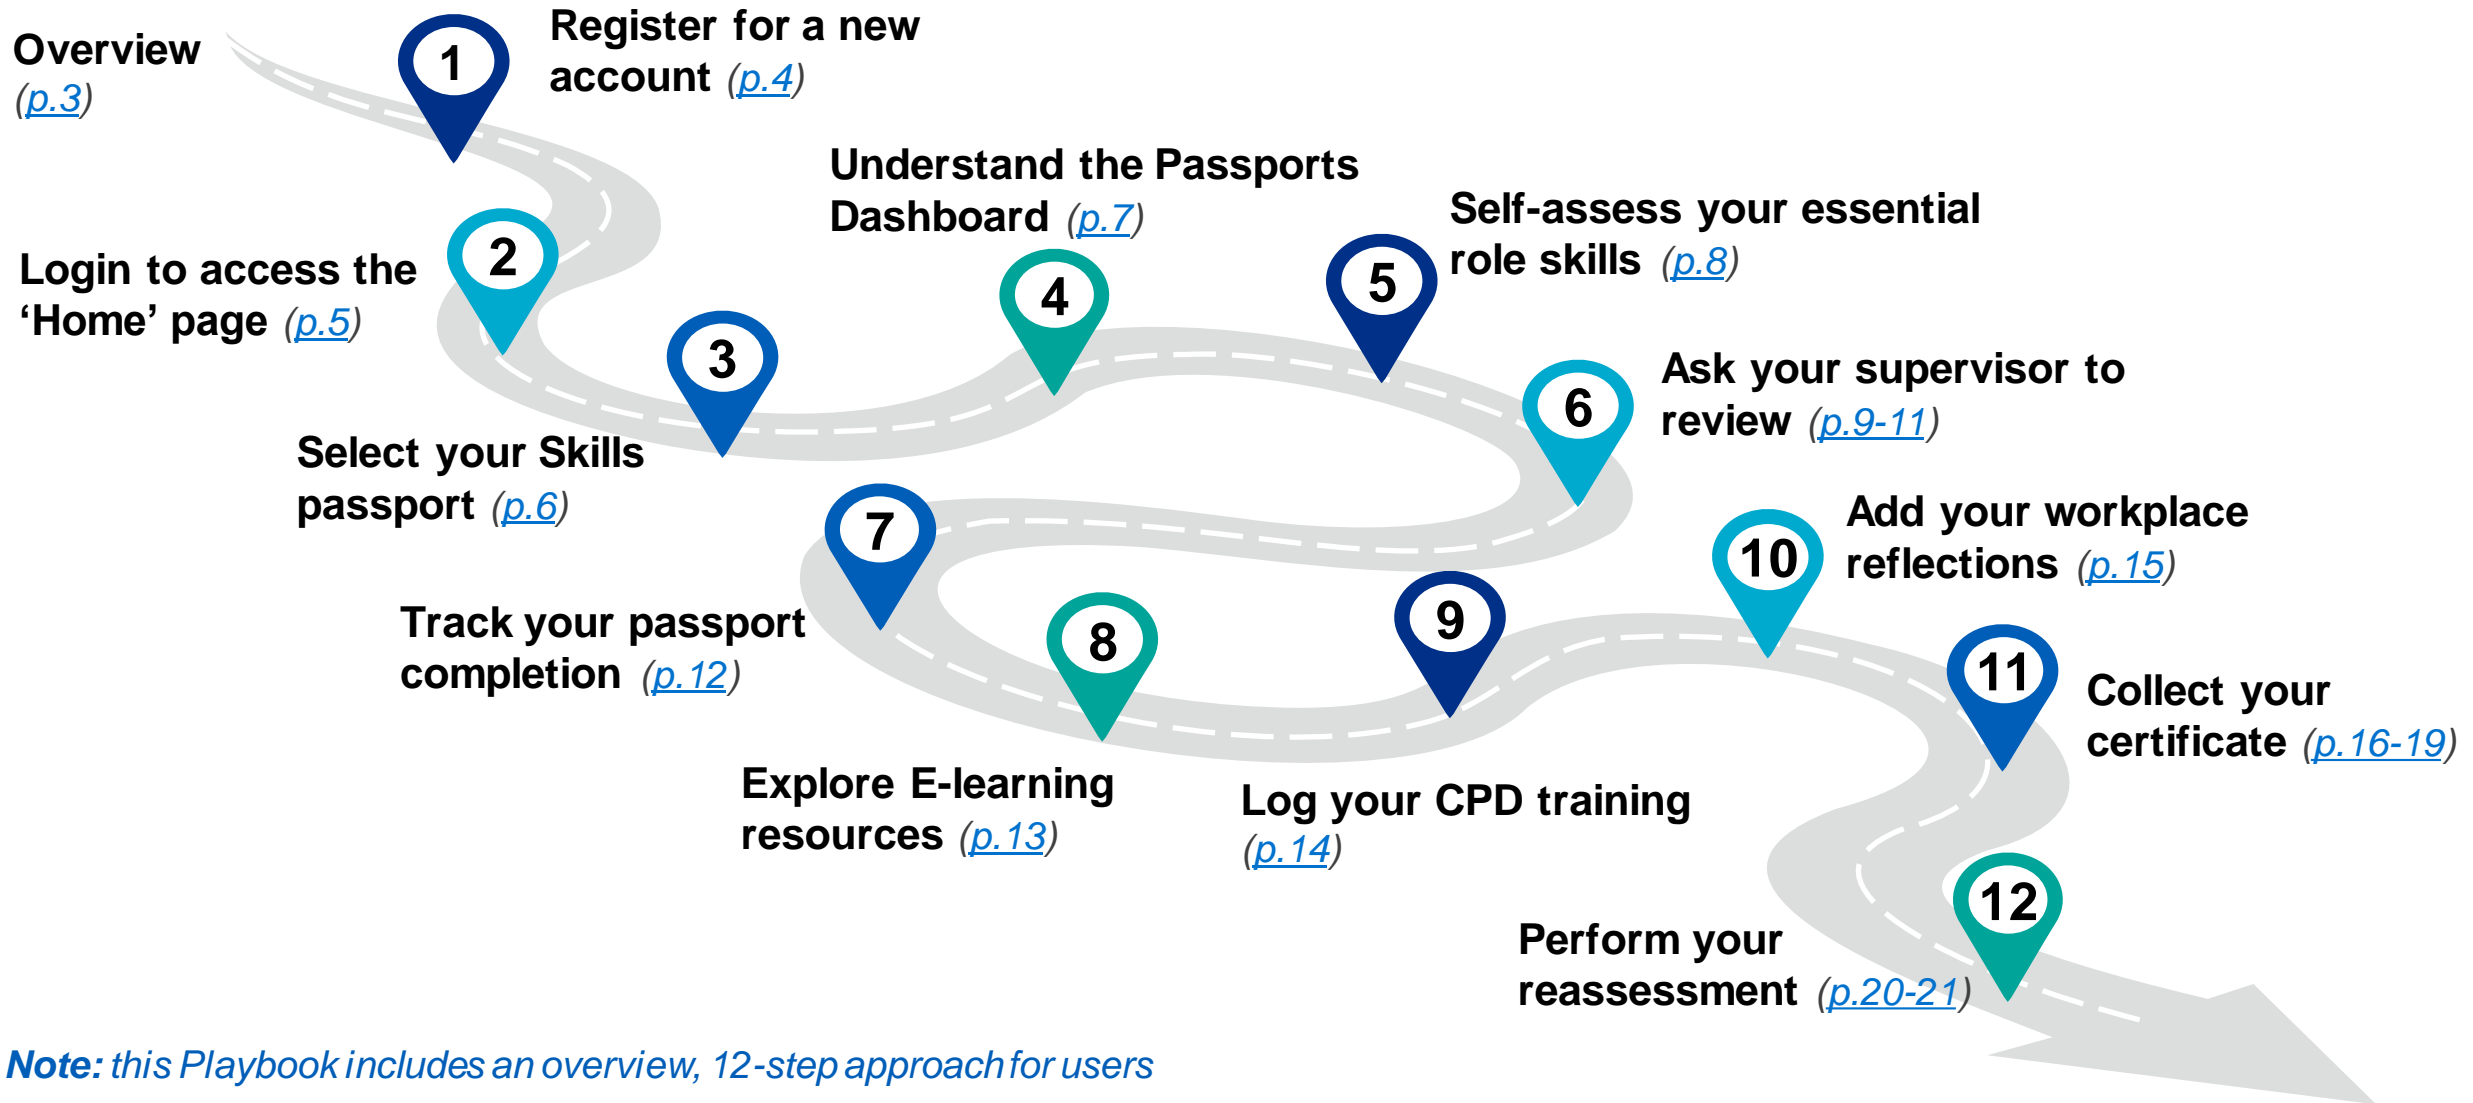 Overview
(p.3)
1
Register for a new
account (p.4)
2
Login to access the
‘Home’ page (p.5)
3
Select your Skills
passport (p.6)
4
Understand the Passports
Dashboard (p.7)
5
Self-assess your essential
role skills (p.8)
6
Ask your supervisor to
review (p.9-11)
7
Track your passport
completion (p.12)
8
Explore E-learning
resources (p.13)
9
Log your CPD training
(p.14)
10
Add your workplace
reflections (p.15)
11
Collect your
certificate (p.16-19)
12
Perform your
reassessment (p.20-21)
Note: this Playbook includes an overview, 12-step approach for users